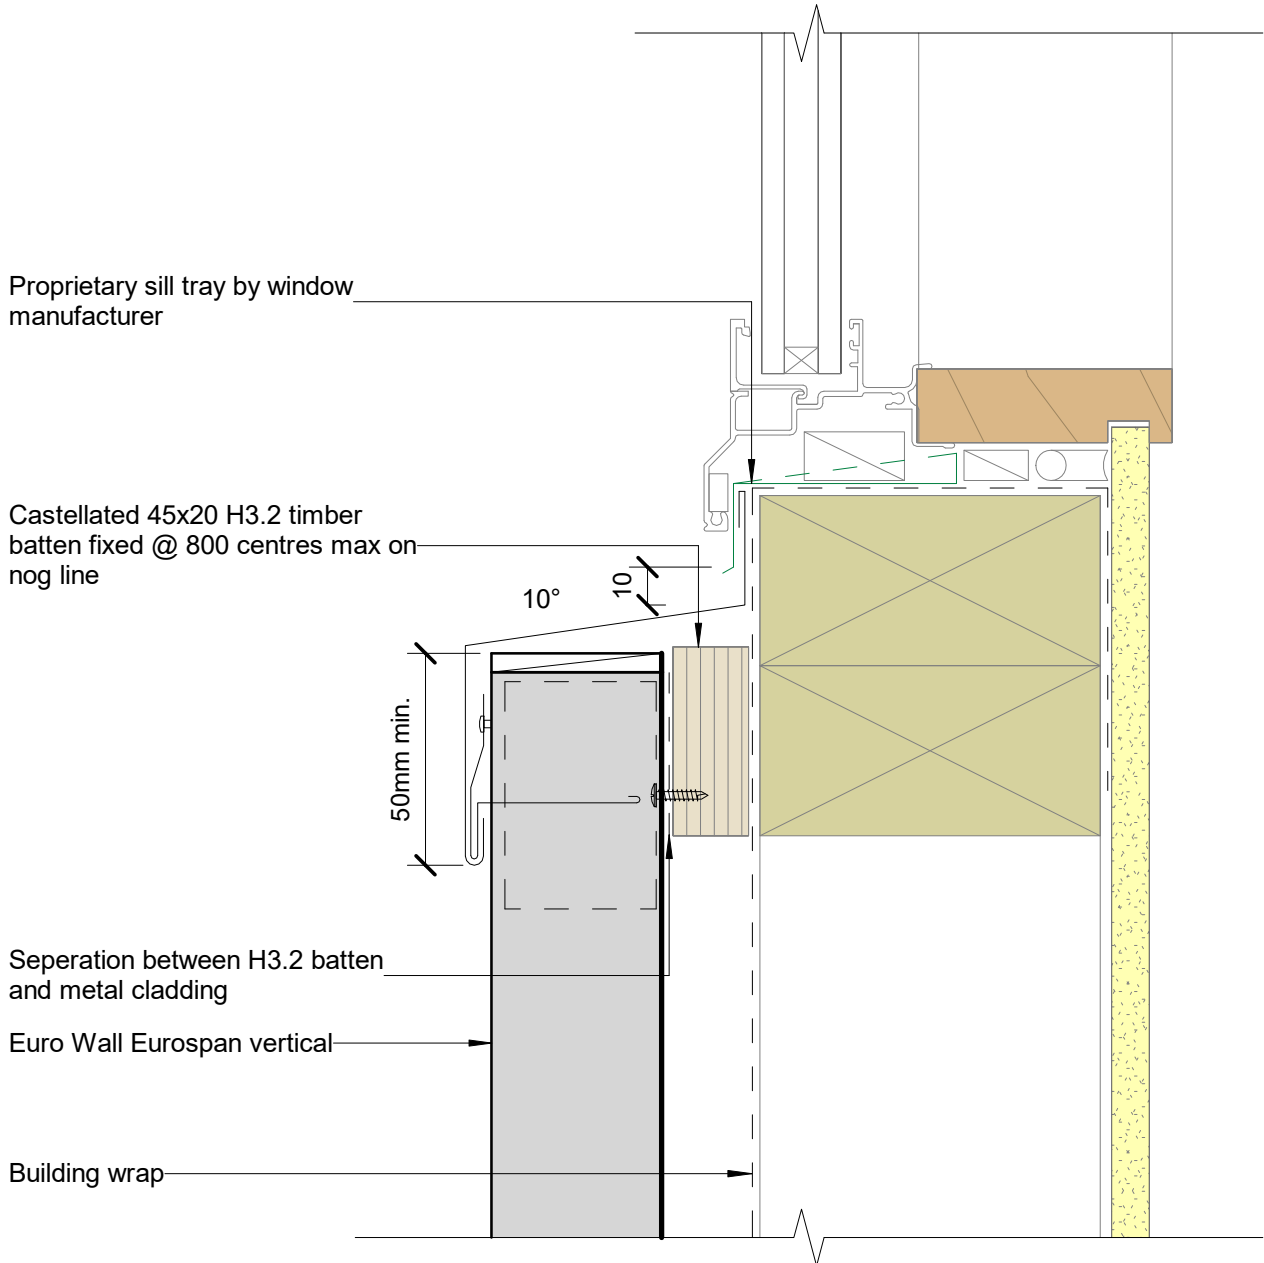 Proprietary sill tray by window
manufacturer
Castellated 45x20 H3.2 timber
batten fixed @ 800 centres max on
nog line
10°
10
50mm min.
Seperation between H3.2 batten
and metal cladding
Euro Wall Eurospan vertical
Building wrap